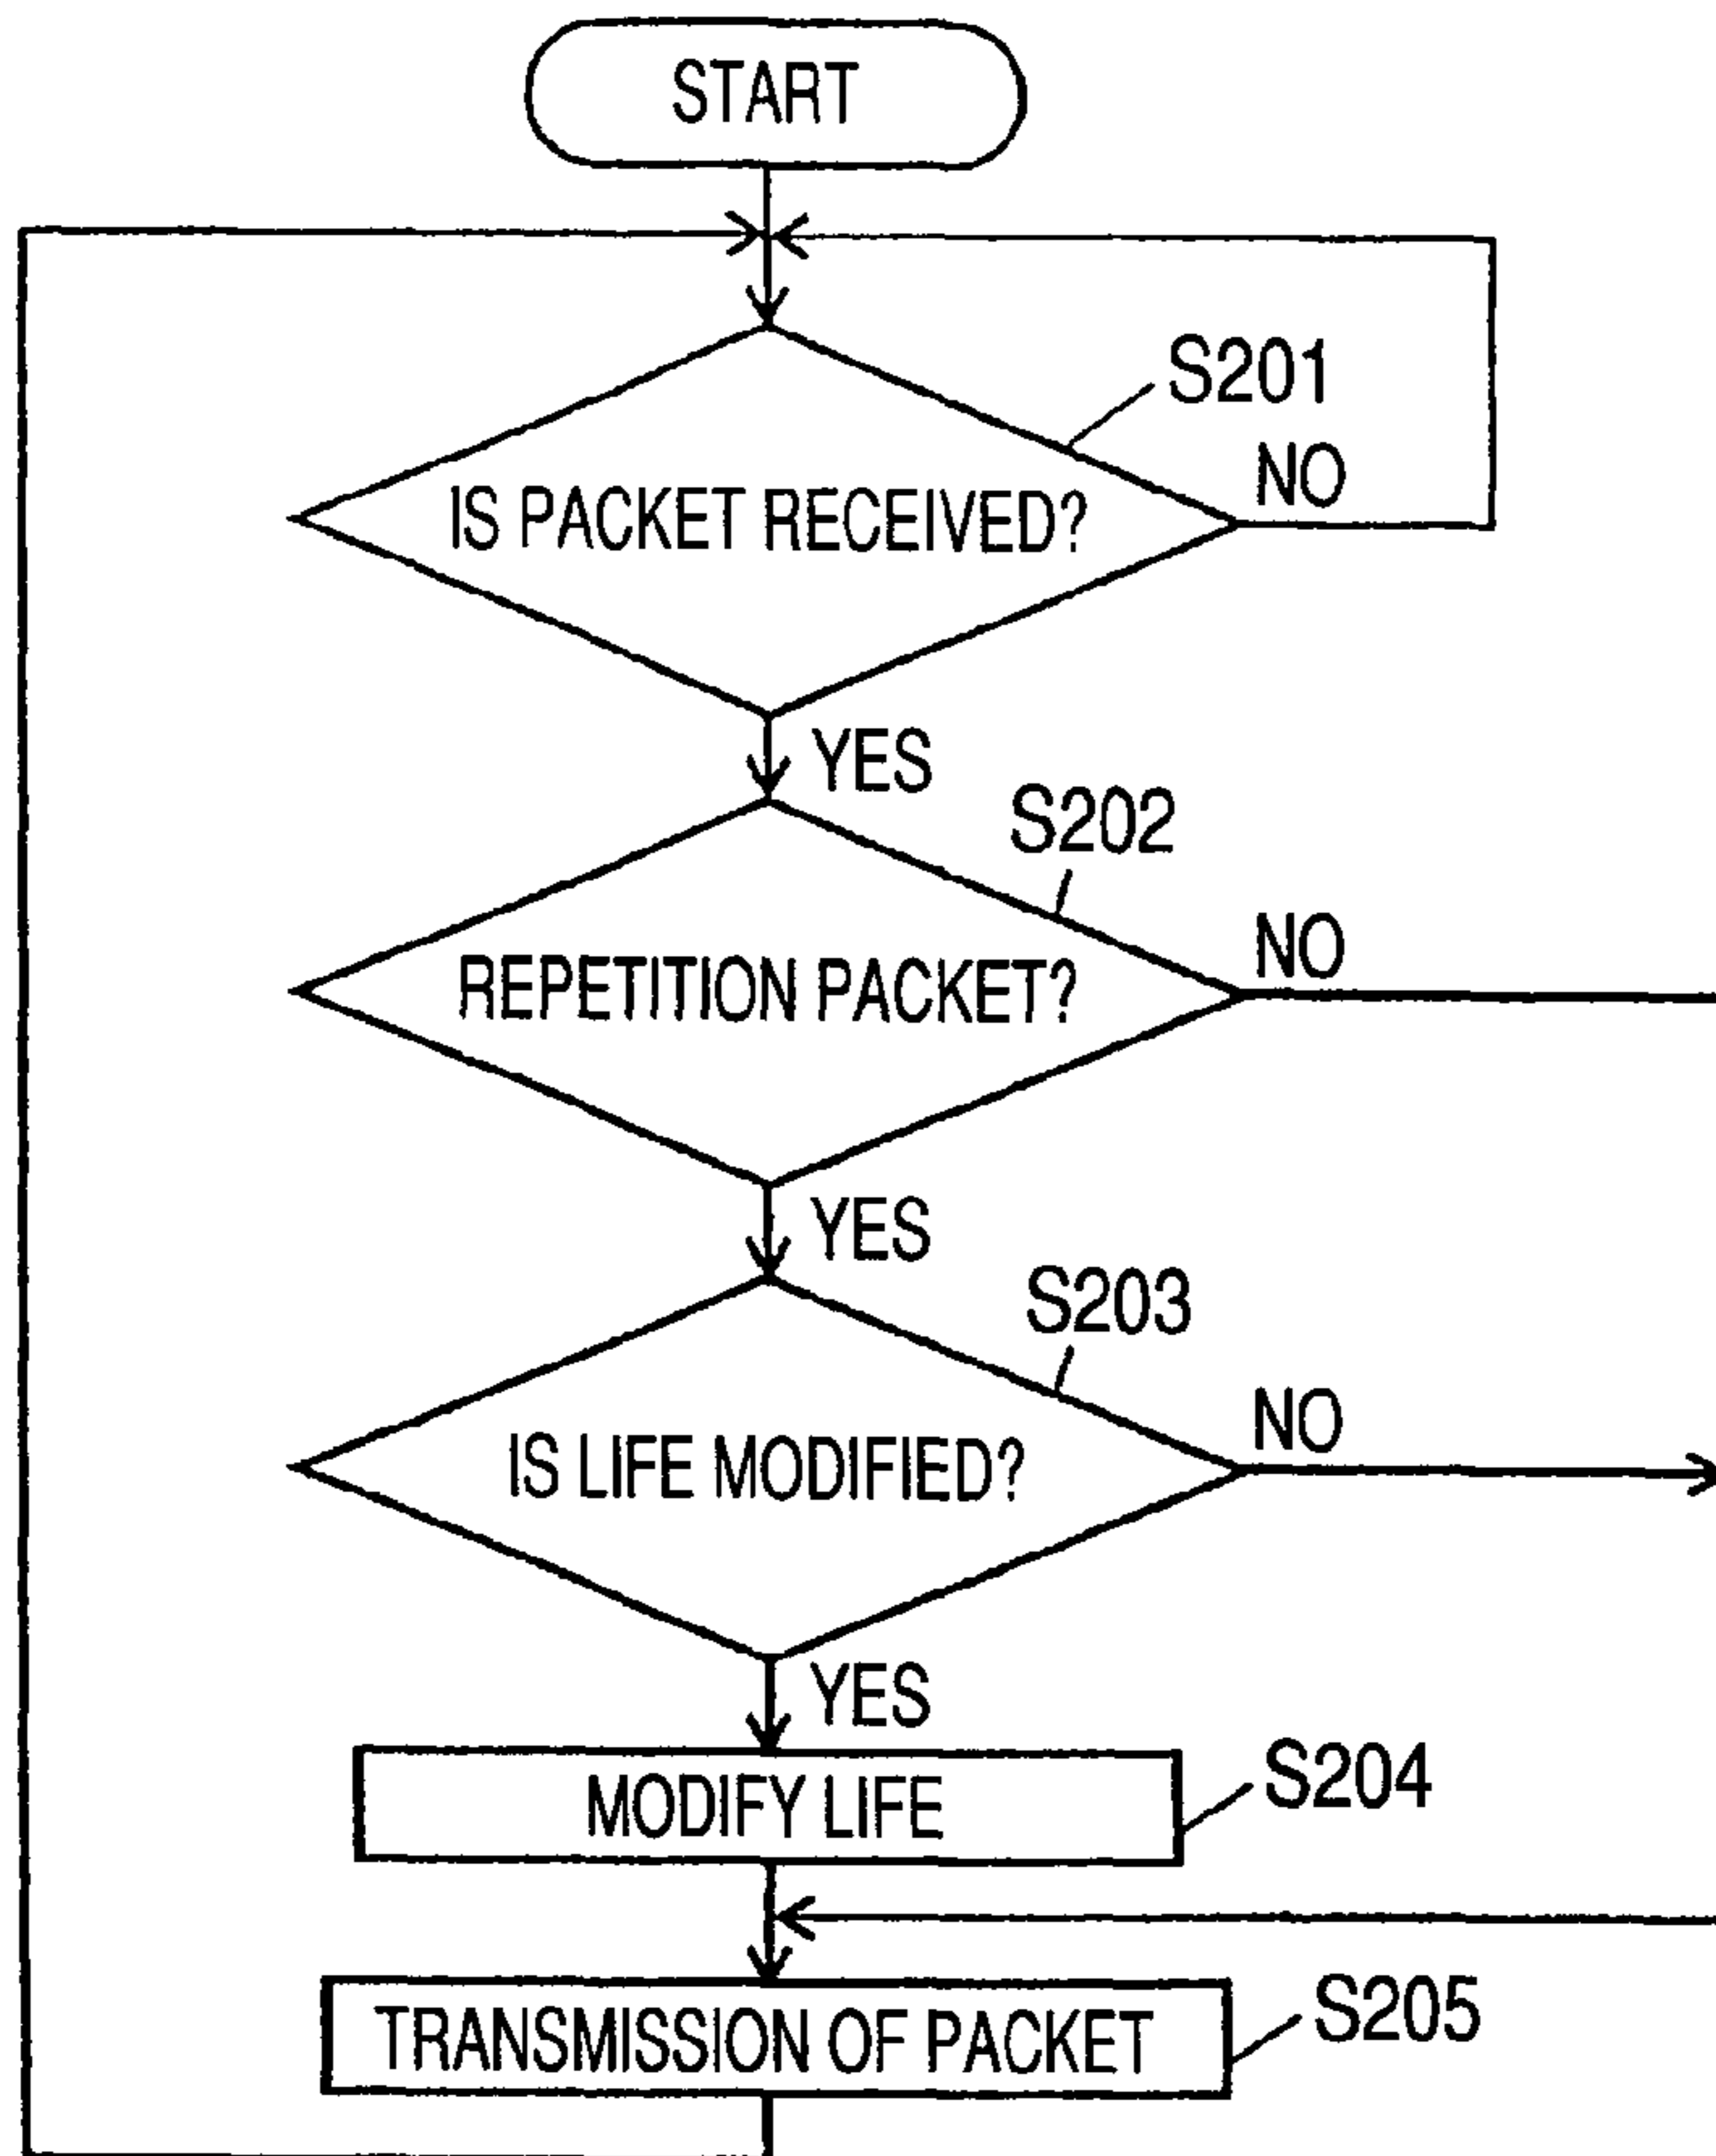 START
S201
NO
IS PACKET RECEIVED?
YES
S202
NO
REPETITION PACKET?
YES
S203
NO
IS LIFE MODIFIED?
YES
MODIFY LIFE
S204
TRANSMISSION OF PACKET
S205